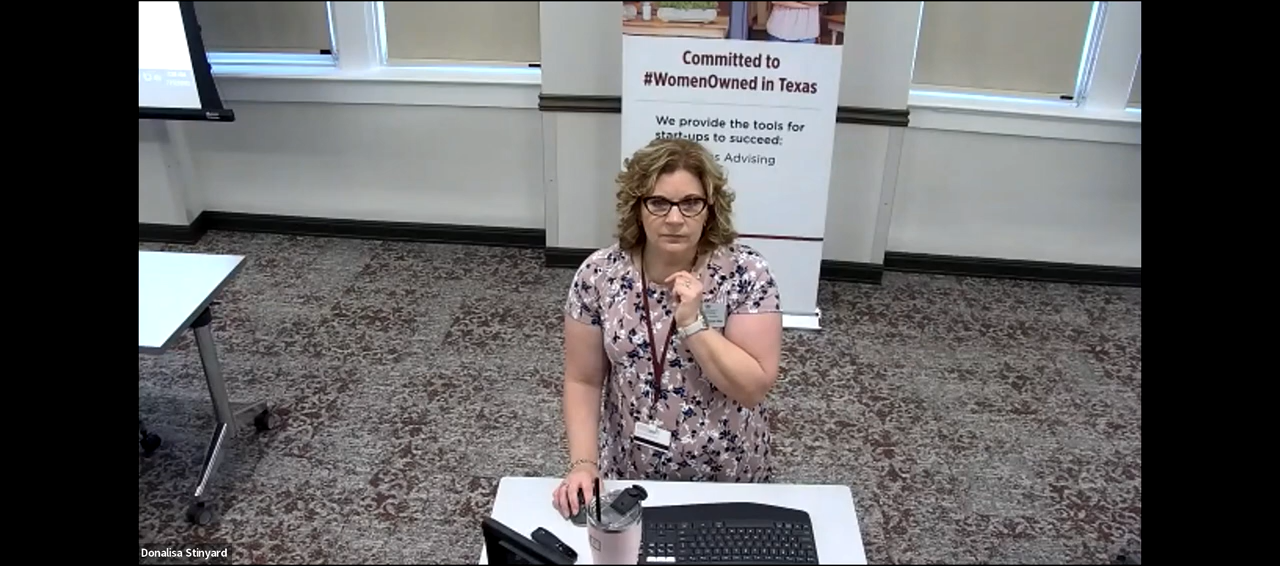 Committed to
#WomenOwned in Texas
We provide the tools for
start-ups to succeed:
Advising
Donalisa Stinyard